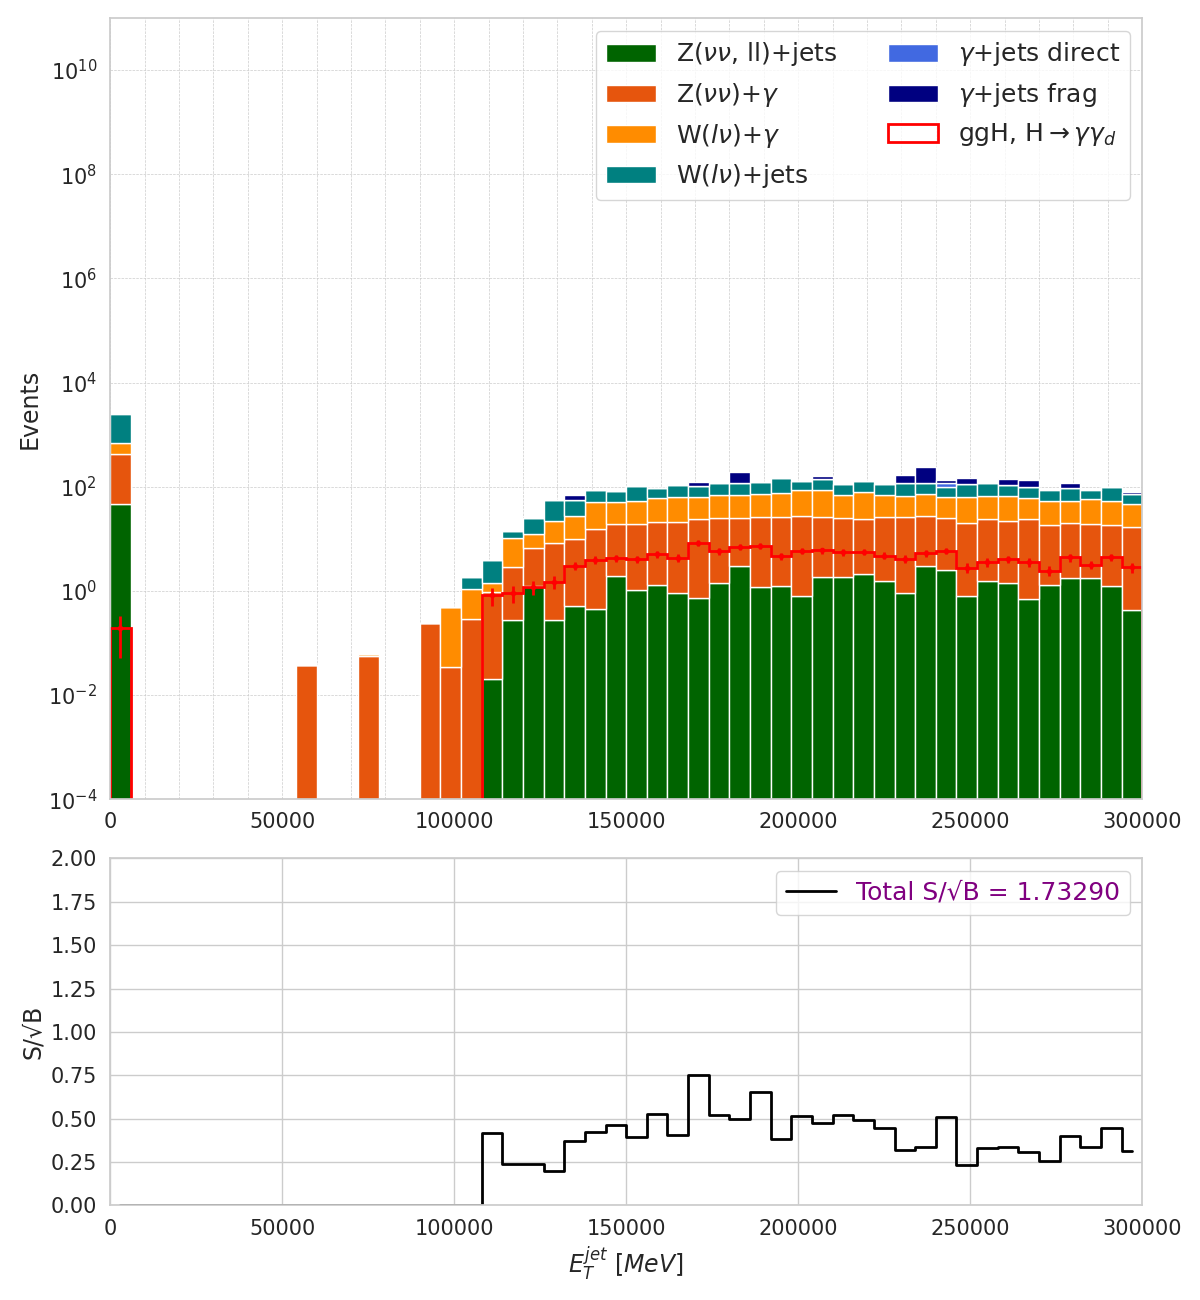 Z(νν, ll)+jets
Z(νν)+γ
W(lν)+γ
W(lν)+jets
γ+jets direct
γ+jets frag
ggH, H→γγ_d
Events
10^10
10^8
10^6
10^4
10^2
10^0
10^−2
10^−4
0 50000 100000 150000 200000 250000 300000
Total S/√B = 1.73290
S/√B
2.00
1.75
1.50
1.25
1.00
0.75
0.50
0.25
0.00
0 50000 100000 150000 200000 250000 300000
E_T^jet [MeV]